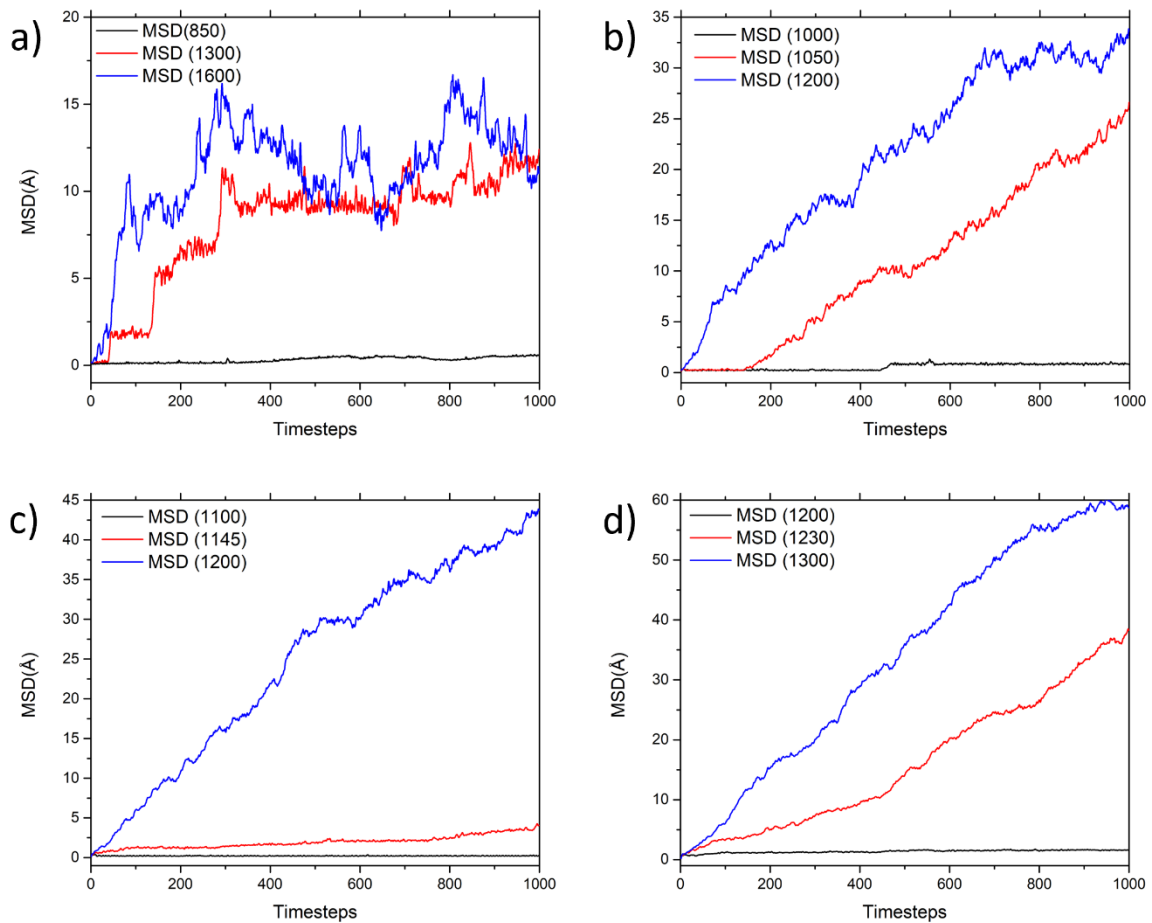 a)
MSD(850)
MSD (1300)
MSD (1600)
20
15
10
5
0
MSD(Å)
0 200 400 600 800 1000
Timesteps
b)
MSD (1000)
MSD (1050)
MSD (1200)
35
30
25
20
15
10
5
0
MSD(Å)
0 200 400 600 800 1000
Timesteps
c)
MSD (1100)
MSD (1145)
MSD (1200)
45
40
35
30
25
20
15
10
5
0
MSD(Å)
0 200 400 600 800 1000
Timesteps
d)
MSD (1200)
MSD (1230)
MSD (1300)
60
50
40
30
20
10
0
MSD(Å)
0 200 400 600 800 1000
Timesteps